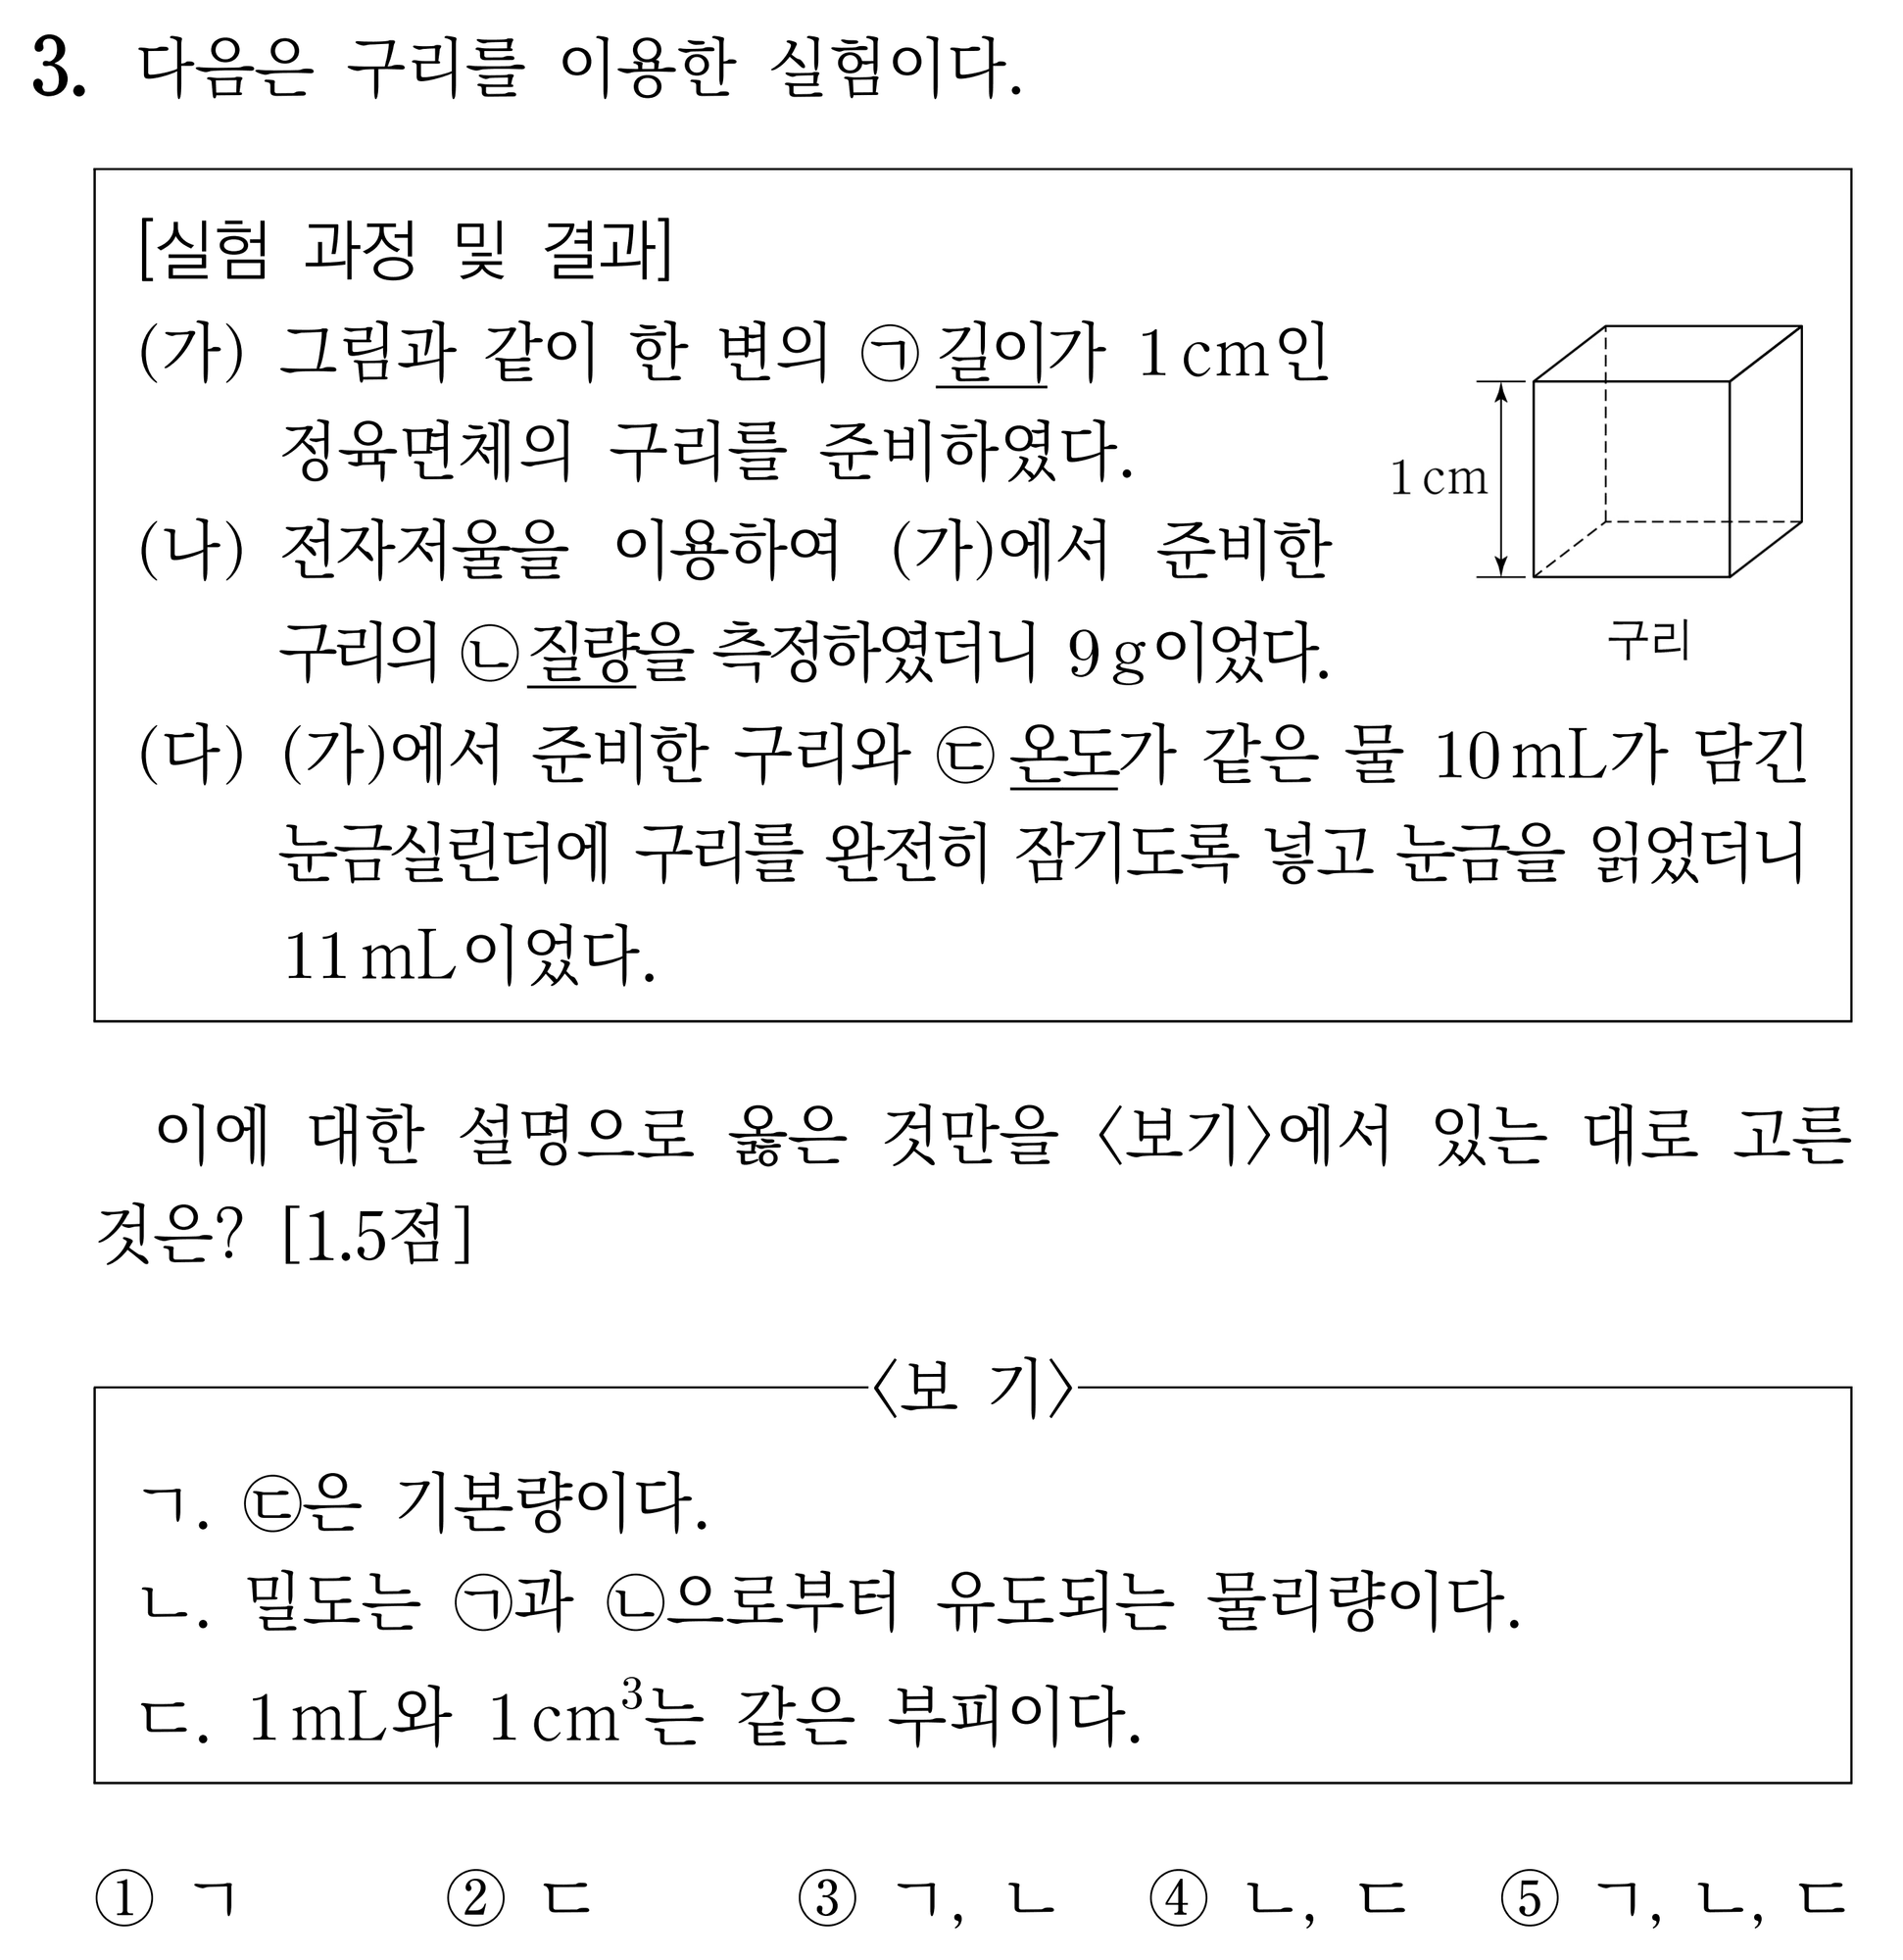 3. 다음은 구리를 이용한 실험이다.
[실험 과정 및 결과]
(가) 그림과 같이 한 변의 ㉠길이가 1 cm인
정육면체의 구리를 준비하였다.
(나) 전자저울을 이용하여 (가)에서 준비한
구리의 ㉡질량을 측정하였더니 9 g이었다.
1 cm
구리
(다) (가)에서 준비한 구리와 ㉢온도가 같은 물 10 mL가 담긴
눈금실린더에 구리를 완전히 잠기도록 넣고 눈금을 읽었더니
11 mL이었다.
이에 대한 설명으로 옳은 것만을 〈보기〉에서 있는 대로 고른
것은? [1.5점]
〈보 기〉
ㄱ. ㉢은 기본량이다.
ㄴ. 밀도는 ㉠과 ㉡으로부터 유도되는 물리량이다.
ㄷ. 1 mL와 1 cm³는 같은 부피이다.
① ㄱ ② ㄷ ③ ㄱ, ㄴ ④ ㄴ, ㄷ ⑤ ㄱ, ㄴ, ㄷ